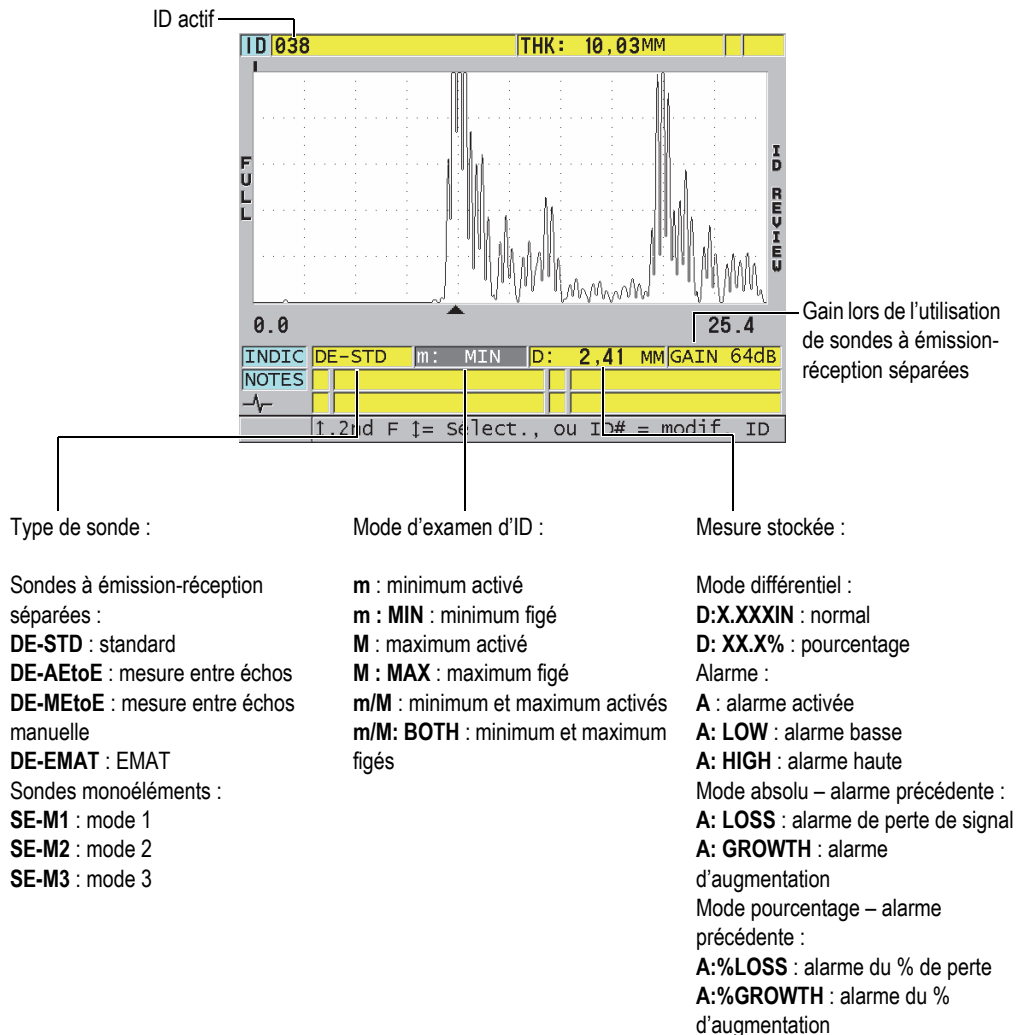 ID actif
ID 038 THK: 10,03MM
FULL
ID REVIEW
0.0 25.4
INDIC DE-STD m: MIN D: 2,41 MM GAIN 64dB
NOTES
↕.2nd F ↕= Sélect., ou ID# = modif. ID
Gain lors de l'utilisation
de sondes à émission-
réception séparées
Type de sonde :
Sondes à émission-réception
séparées :
DE-STD : standard
DE-AEtoE : mesure entre échos
DE-MEtoE : mesure entre échos
manuelle
DE-EMAT : EMAT
Sondes monoéléments :
SE-M1 : mode 1
SE-M2 : mode 2
SE-M3 : mode 3
Mode d'examen d'ID :
m : minimum activé
m : MIN : minimum figé
M : maximum activé
M : MAX : maximum figé
m/M : minimum et maximum activés
m/M: BOTH : minimum et maximum
figés
Mesure stockée :
Mode différentiel :
D:X.XXXIN : normal
D: XX.X% : pourcentage
Alarme :
A : alarme activée
A: LOW : alarme basse
A: HIGH : alarme haute
Mode absolu – alarme précédente :
A: LOSS : alarme de perte de signal
A: GROWTH : alarme
d'augmentation
Mode pourcentage – alarme
précédente :
A:%LOSS : alarme du % de perte
A:%GROWTH : alarme du %
d'augmentation